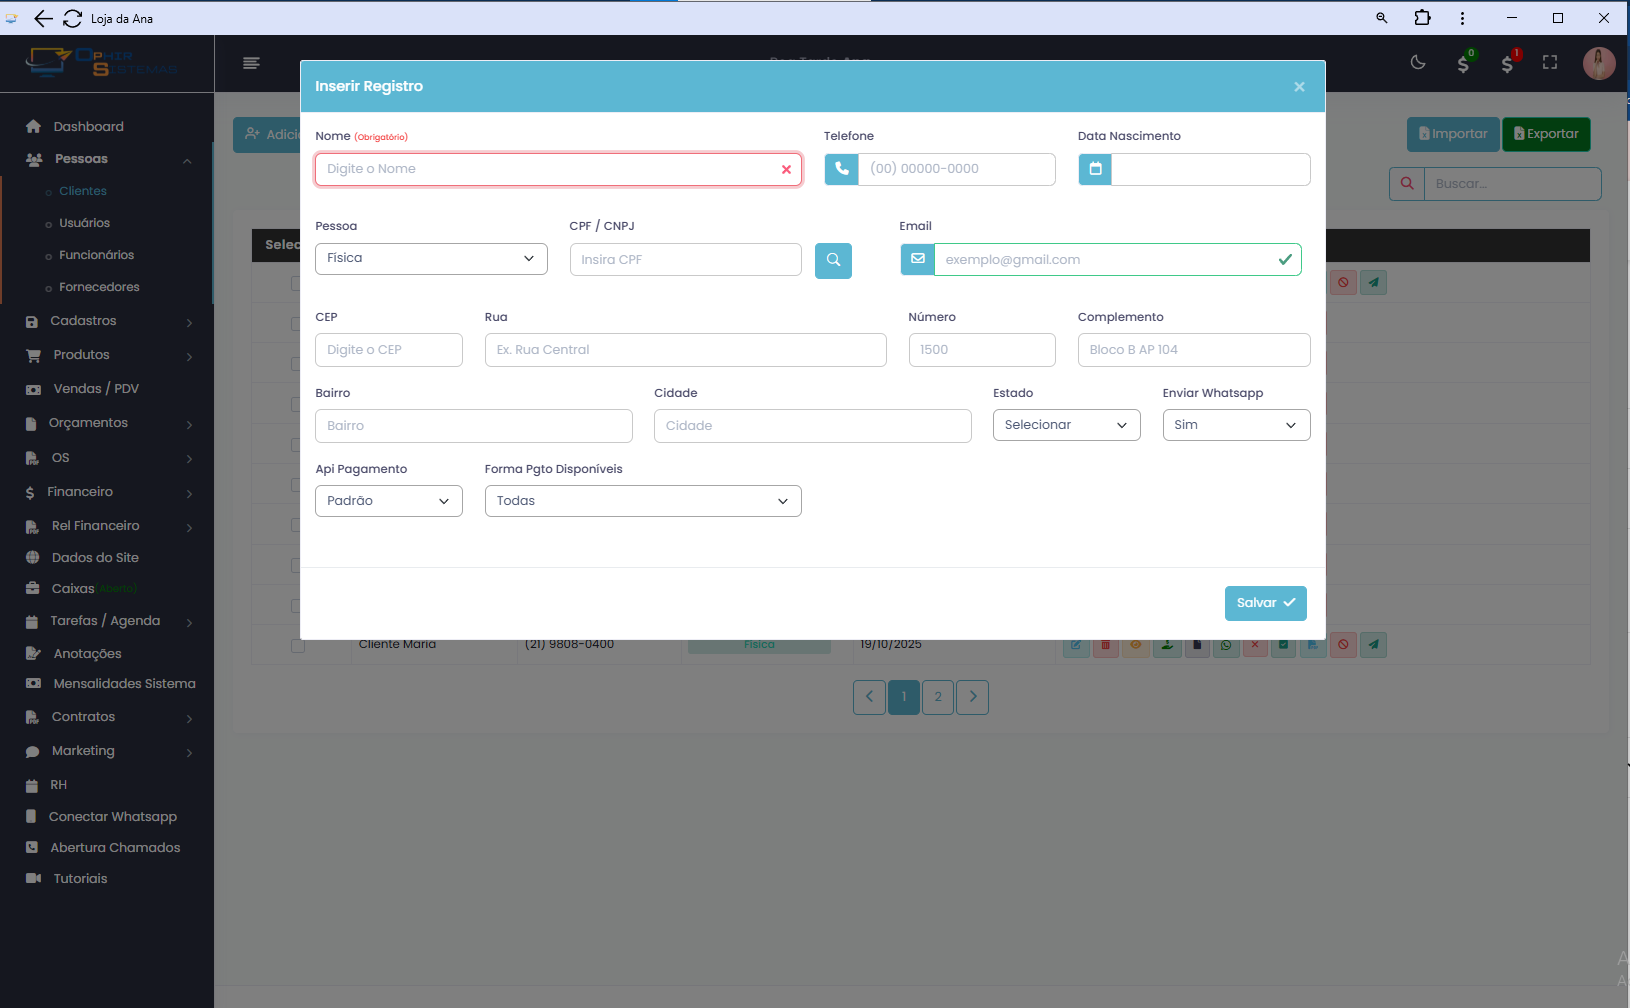 Loja da Ana
OPHIR
SISTEMAS
0
1
Dashboard
Pessoas
Clientes
Usuários
Funcionários
Fornecedores
Cadastros
Produtos
Vendas / PDV
Orçamentos
OS
Financeiro
Rel Financeiro
Dados do Site
Caixas(Aberto)
Tarefas / Agenda
Anotações
Mensalidades Sistema
Contratos
Marketing
RH
Conectar Whatsapp
Abertura Chamados
Tutoriais
Importar
Exportar
Buscar...
Inserir Registro
Nome (Obrigatório)
Telefone
Data Nascimento
Digite o Nome
(00) 00000-0000
Pessoa
CPF / CNPJ
Email
Física
Insira CPF
exemplo@gmail.com
CEP
Rua
Número
Complemento
Digite o CEP
Ex. Rua Central
1500
Bloco B AP 104
Bairro
Cidade
Estado
Enviar Whatsapp
Bairro
Cidade
Selecionar
Sim
Api Pagamento
Forma Pgto Disponíveis
Padrão
Todas
Salvar
Cliente Maria
(21) 9808-0400
Física
19/10/2025
1
2